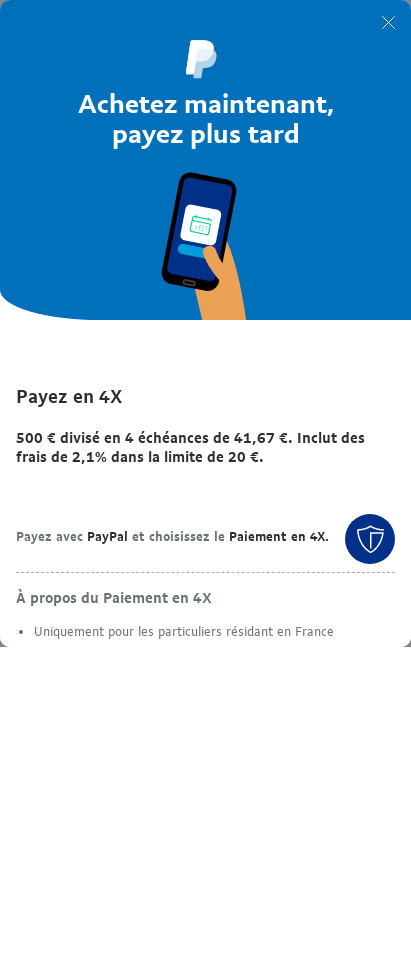 Achetez maintenant,
payez plus tard
Payez en 4X
500 € divisé en 4 échéances de 41,67 €. Inclut des
frais de 2,1% dans la limite de 20 €.
Payez avec PayPal et choisissez le Paiement en 4X.
À propos du Paiement en 4X
• Uniquement pour les particuliers résidant en France